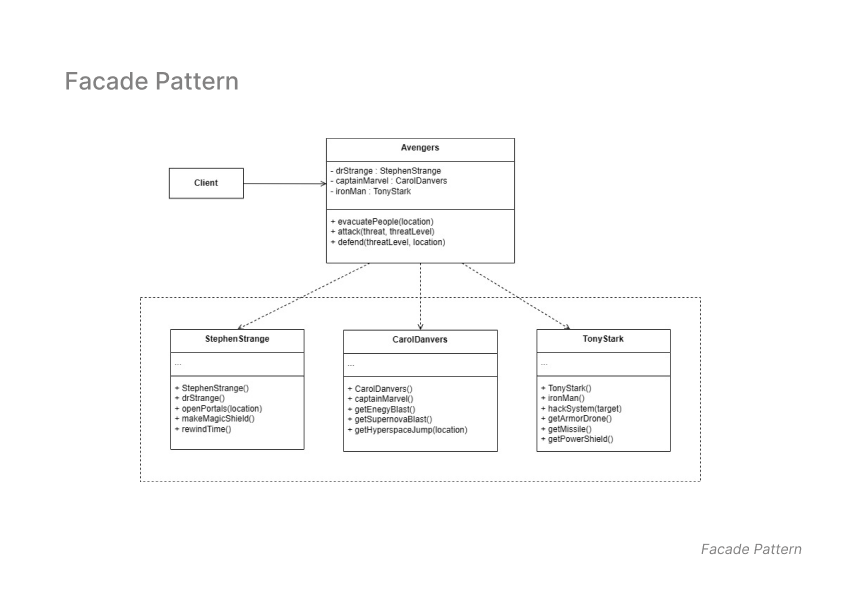 Facade Pattern
Avengers
Client
- drStrange : StephenStrange
- captainMarvel : CarolDanvers
- ironMan : TonyStark
+ evacuatePeople(location)
+ attack(threat, threatLevel)
+ defend(threatLevel, location)
StephenStrange
...
+ StephenStrange()
+ drStrange()
+ openPortals(location)
+ makeMagicShield()
+ rewindTime()
CarolDanvers
...
+ CarolDanvers()
+ captainMarvel()
+ getEnegyBlast()
+ getSupernovaBlast()
+ getHyperspaceJump(location)
TonyStark
...
+ TonyStark()
+ ironMan()
+ hackSystem(target)
+ getArmorDrone()
+ getMissile()
+ getPowerShield()
Facade Pattern